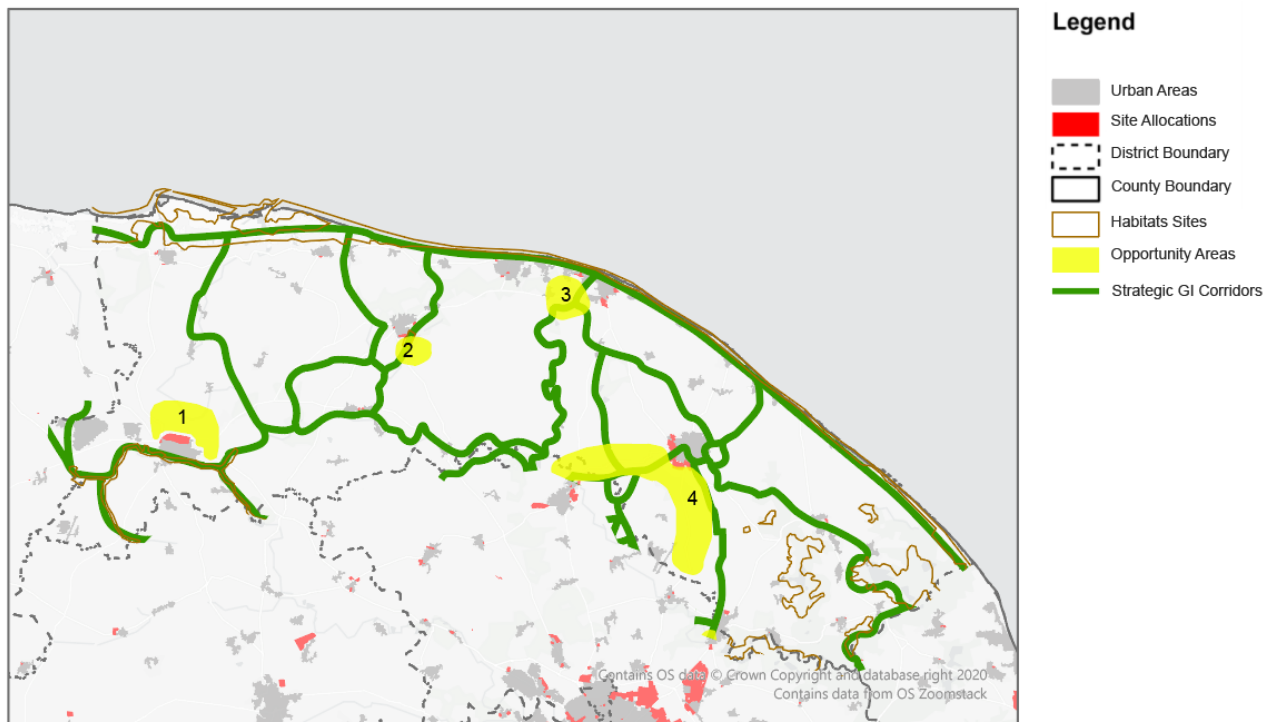 Legend
Urban Areas
Site Allocations
District Boundary
County Boundary
Habitats Sites
Opportunity Areas
Strategic GI Corridors
3
2
1
4
Contains OS data © Crown Copyright and database right 2020
Contains data from OS Zoomstack